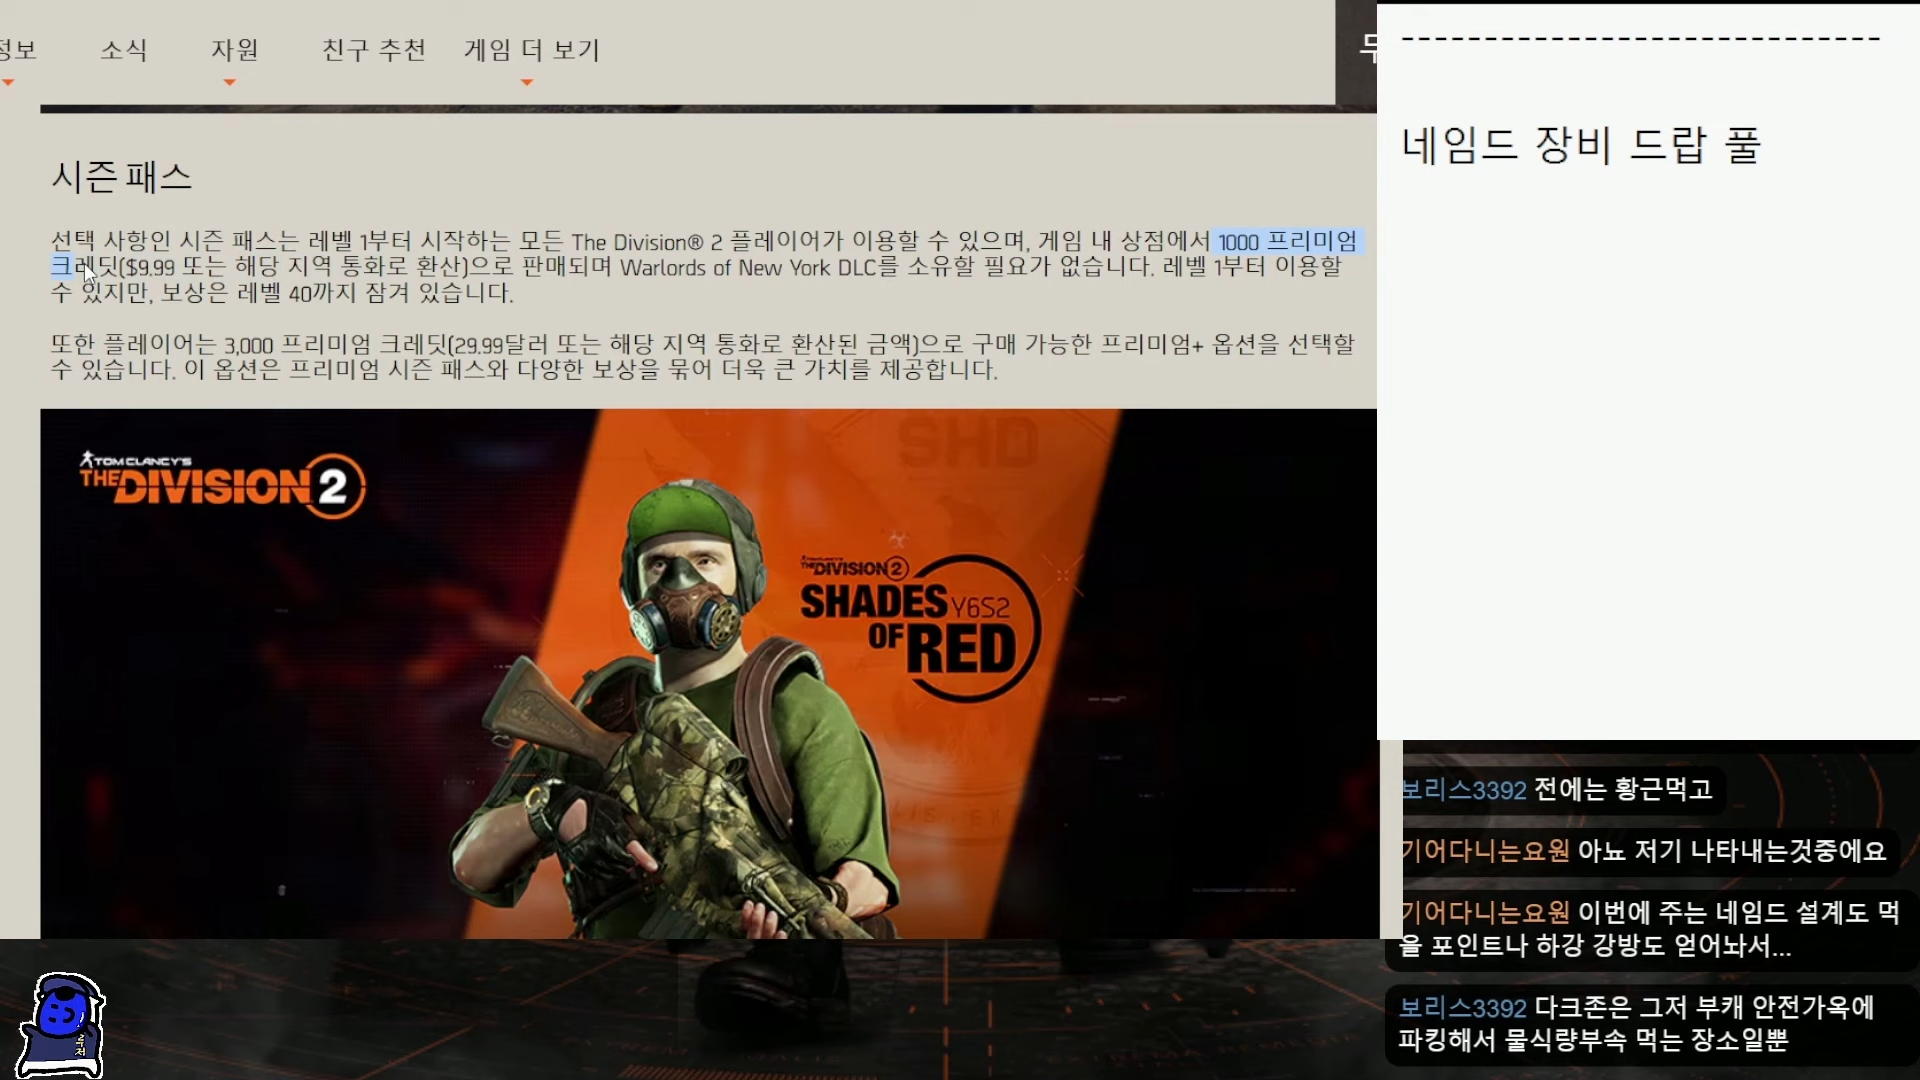 정보 소식 자원 친구 추천 게임 더 보기
시즌 패스
선택 사항인 시즌 패스는 레벨 1부터 시작하는 모든 The Division® 2 플레이어가 이용할 수 있으며, 게임 내 상점에서 1000 프리미엄
크레딧($9.99 또는 해당 지역 통화로 환산)으로 판매되며 Warlords of New York DLC를 소유할 필요가 없습니다. 레벨 1부터 이용할
수 있지만, 보상은 레벨 40까지 잠겨 있습니다.
또한 플레이어는 3,000 프리미엄 크레딧(29.99달러 또는 해당 지역 통화로 환산된 금액)으로 구매 가능한 프리미엄+ 옵션을 선택할
수 있습니다. 이 옵션은 프리미엄 시즌 패스와 다양한 보상을 묶어 더욱 큰 가치를 제공합니다.
TOM CLANCY'S
THE DIVISION 2
SHD
TOM CLANCY'S
THE DIVISION 2
SHADES Y6S2
OF RED
-----------------------------
네임드 장비 드랍 풀
보리스3392 전에는 황근먹고
기어다니는요원 아뇨 저기 나타내는것중에요
기어다니는요원 이번에 주는 네임드 설계도 먹
을 포인트나 하강 강방도 얻어놔서...
보리스3392 다크존은 그저 부캐 안전가옥에
파킹해서 물식량부속 먹는 장소일뿐